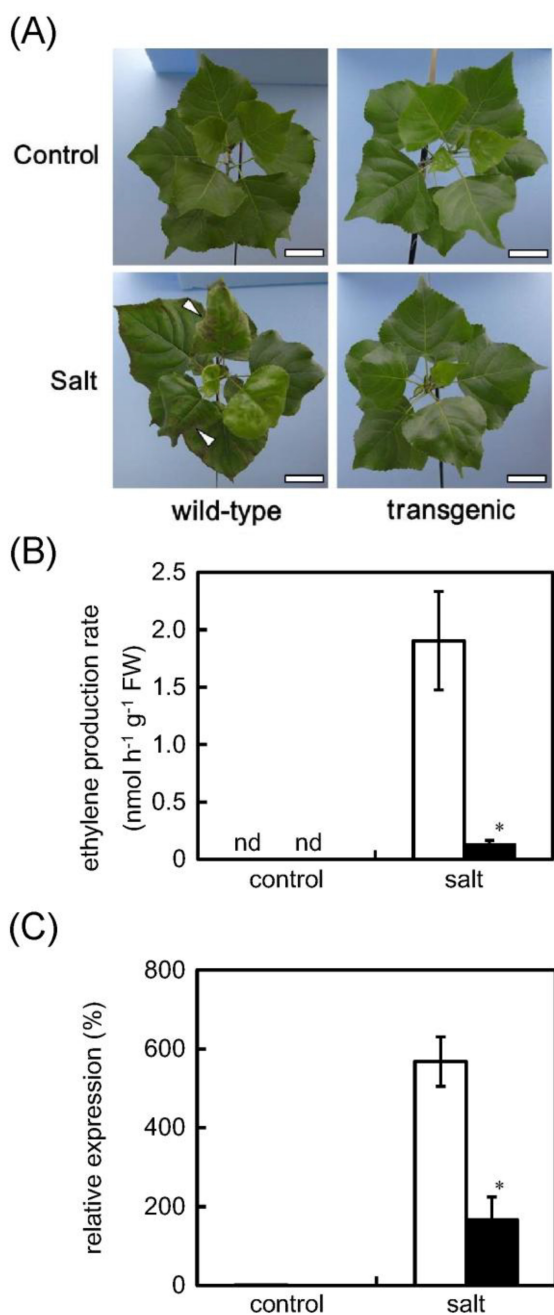 (A)
Control
Salt
wild-type transgenic
(B)
ethylene production rate
(nmol h⁻¹ g⁻¹ FW)
2.5
2.0
1.5
1.0
0.5
0
nd nd
*
control salt
(C)
relative expression (%)
800
600
400
200
0
*
control salt